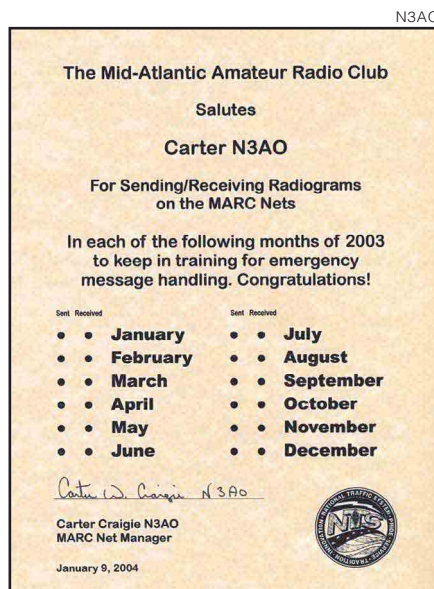 N3AO
The Mid-Atlantic Amateur Radio Club
Salutes
Carter N3AO
For Sending/Receiving Radiograms
on the MARC Nets
In each of the following months of 2003
to keep in training for emergency
message handling. Congratulations!
Sent Received
• • January
• • February
• • March
• • April
• • May
• • June
Sent Received
• • July
• • August
• • September
• • October
• • November
• • December
Carter W. Craigie N3AO
Carter Craigie N3AO
MARC Net Manager
January 9, 2004
NATIONAL TRAFFIC SYSTEM
NTS